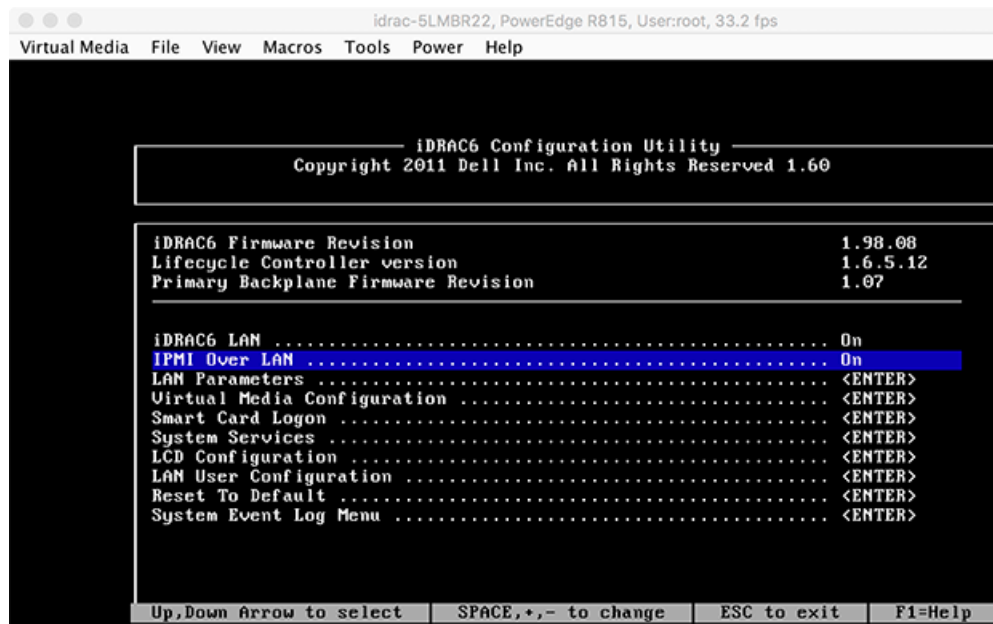 idrac-5LMBR22, PowerEdge R815, User:root, 33.2 fps
Virtual Media File View Macros Tools Power Help
iDRAC6 Configuration Utility
Copyright 2011 Dell Inc. All Rights Reserved 1.60
iDRAC6 Firmware Revision 1.98.08
Lifecycle Controller version 1.6.5.12
Primary Backplane Firmware Revision 1.07
iDRAC6 LAN ................................................... On
IPMI Over LAN ................................................ On
LAN Parameters ............................................... <ENTER>
Virtual Media Configuration .................................. <ENTER>
Smart Card Logon ............................................. <ENTER>
System Services .............................................. <ENTER>
LCD Configuration ............................................ <ENTER>
LAN User Configuration ....................................... <ENTER>
Reset To Default ............................................. <ENTER>
System Event Log Menu ........................................ <ENTER>
Up,Down Arrow to select SPACE,+,- to change ESC to exit F1=Help